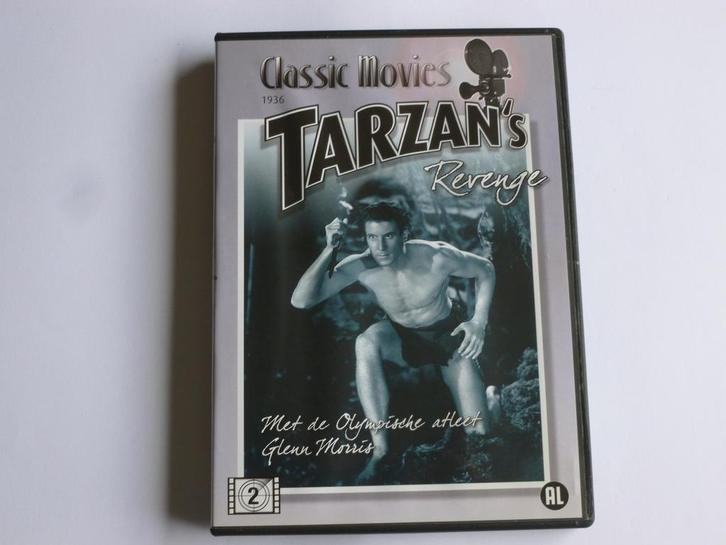 Classic Movies
1936
TARZAN's
Revenge
Met de Olympische atleet
Glenn Morris
2
AL